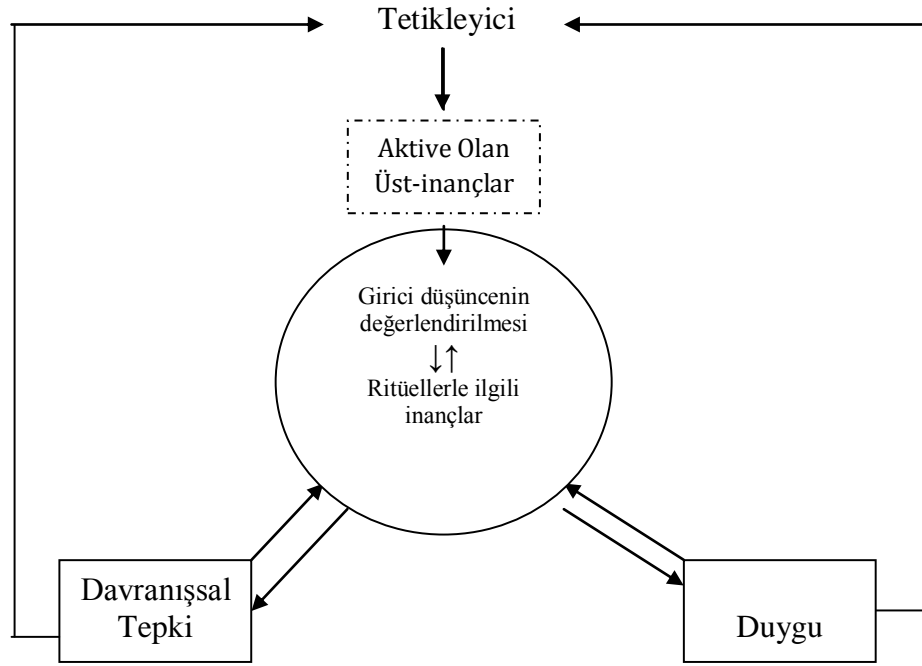 Tetikleyici
Aktive Olan
Üst-inançlar
Girici düşüncenin
değerlendirilmesi
↓↑
Ritüellerle ilgili
inançlar
Davranışsal
Tepki
Duygu